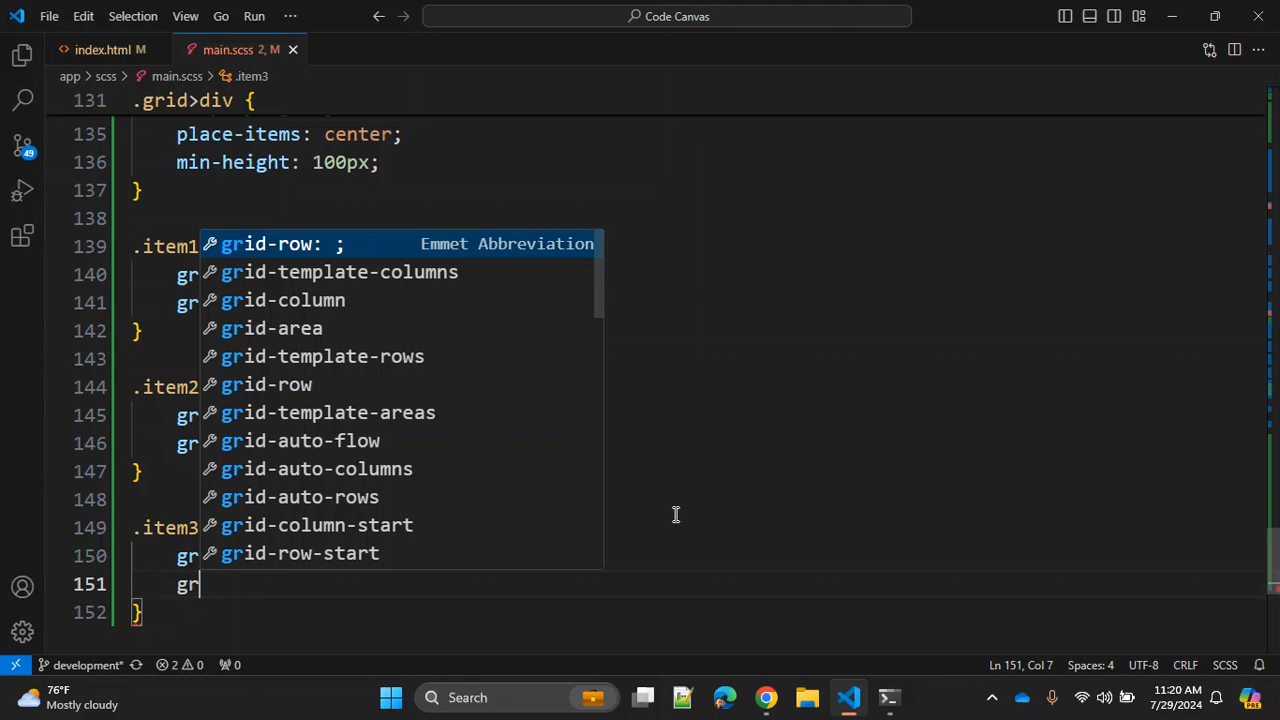 File Edit Selection View Go Run ··· Code Canvas
index.html M main.scss 2, M
app > scss > main.scss > .item3
131 .grid>div {
135 place-items: center;
136 min-height: 100px;
137 }
138
139 .item1
140 gr
141 gr
142 }
143
144 .item2
145 gr
146 gr
147 }
148
149 .item3
150 gr
151 gr
152 }
grid-row: ; Emmet Abbreviation
grid-template-columns
grid-column
grid-area
grid-template-rows
grid-row
grid-template-areas
grid-auto-flow
grid-auto-columns
grid-auto-rows
grid-column-start
grid-row-start
49
development* 2 0 0 Ln 151, Col 7 Spaces: 4 UTF-8 CRLF SCSS
76°F
Mostly cloudy
Search
11:20 AM
7/29/2024
PRE